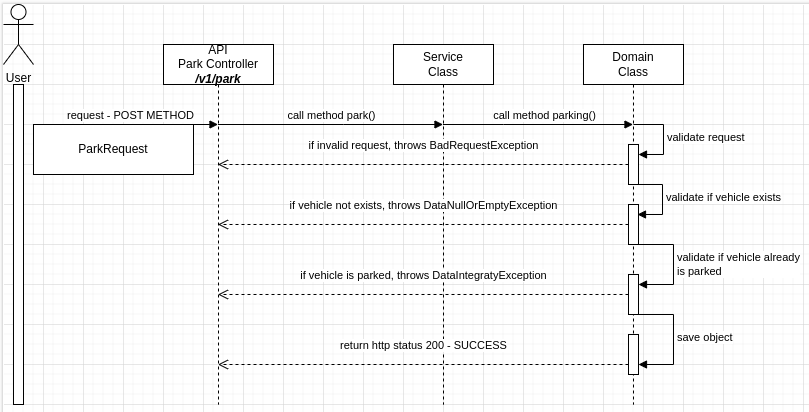 API
Park Controller
/v1/park
Service
Class
Domain
Class
User
request - POST METHOD
call method park()
call method parking()
ParkRequest
validate request
if invalid request, throws BadRequestException
validate if vehicle exists
if vehicle not exists, throws DataNullOrEmptyException
validate if vehicle already
is parked
if vehicle is parked, throws DataIntegratyException
save object
return http status 200 - SUCCESS